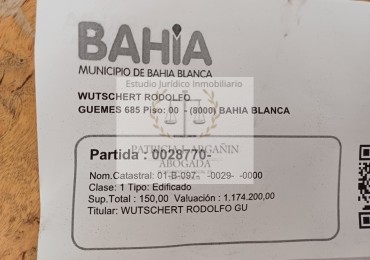 BAHIA
MUNICIPIO DE BAHIA BLANCA
Estudio Jurídico Inmobiliario
WUTSCHERT RODOLFO
GUEMES 685 Piso: 00 - (8000) BAHIA BLANCA
PATRICIA LARGAÑIN
ABOGADA
Partida : 0028770-
Nom.Catastral: 01-B-097- -0029- -0000
Clase: 1 Tipo: Edificado
Sup.Total : 150,00 Valuación : 1.174.200,00
Titular: WUTSCHERT RODOLFO GU